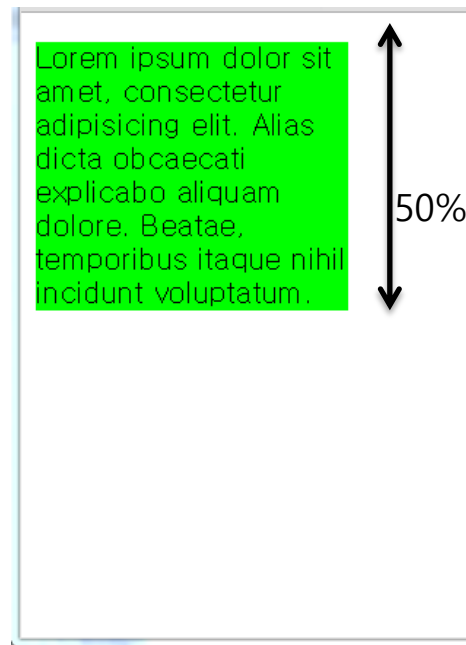 Lorem ipsum dolor sit
amet, consectetur
adipisicing elit. Alias
dicta obcaecati
explicabo aliquam
dolore. Beatae,
temporibus itaque nihil
incidunt voluptatum.
50%